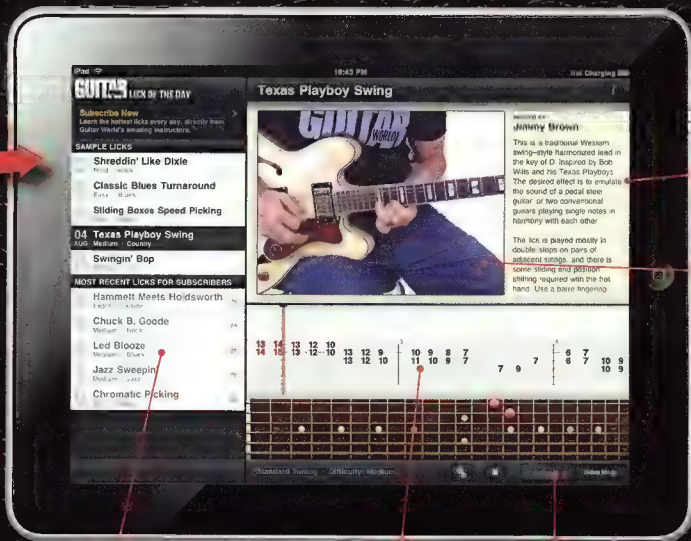 iPad
10:43 PM
Not Charging
GUITAR LICK OF THE DAY
Subscribe Now
Learn the hottest licks every day, directly from
Guitar World's amazing instructors.
SAMPLE LICKS
Shreddin' Like Dixie
Classic Blues Turnaround
Easy Blues
Sliding Boxes Speed Picking
04 Texas Playboy Swing
AUG Medium - Country
Swingin' Bop
MOST RECENT LICKS FOR SUBSCRIBERS
Hammett Meets Holdsworth
Chuck B. Goode
Medium Rock
Led Blooze
Medium Blues
Jazz Sweepin'
Medium Jazz
Chromatic Picking
Texas Playboy Swing
GUITAR
WORLD
Jimmy Brown
This is a traditional Western
swing-style harmonized lead in
the key of D. Inspired by Bob
Wills and his Texas Playboys
The desired effect is to emulate
the sound of a pedal steel
guitar or two conventional
guitars playing single notes in
harmony with each other
The lick is played mostly in
double-stops on pairs of
adjacent strings, and there is
some sliding and position
shifting required with the fret
hand. Use a barre fingering
13 14 13 12 10 10 9 8 7 6 7
14 15 13 12 10 13 12 9 11 10 9 7 7 6 7 10 9
13 12 10 7 9 10 9
Standard Tuning - Difficulty: Medium
Video Mode